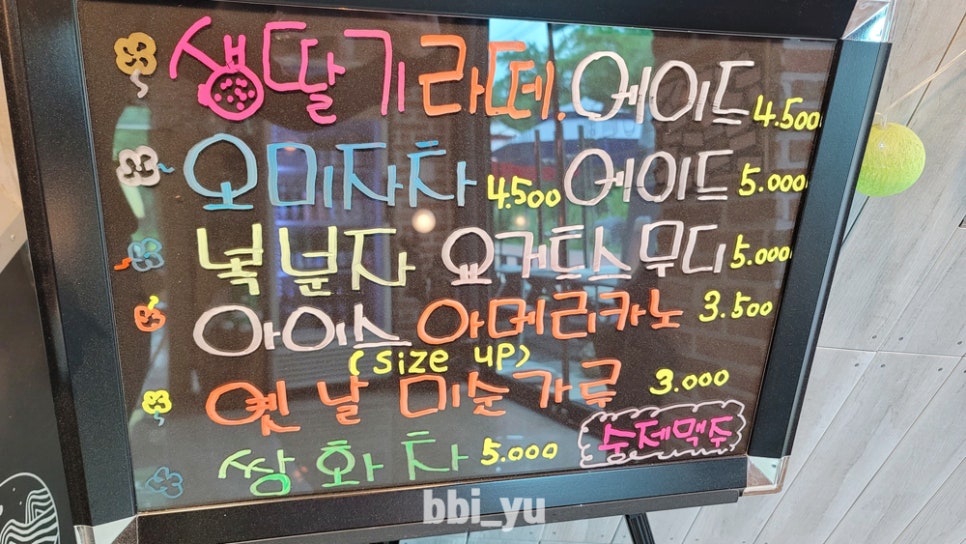 생딸기라떼. 에이드 4.500
오미자차 4.500 에이드 5.000
복분자 요거트스무디 5.000
아이스 아메리카노 3.500
(size up)
옛날 미순가류 3.000
쌍화차 5.000 수제맥주
bbi_yu